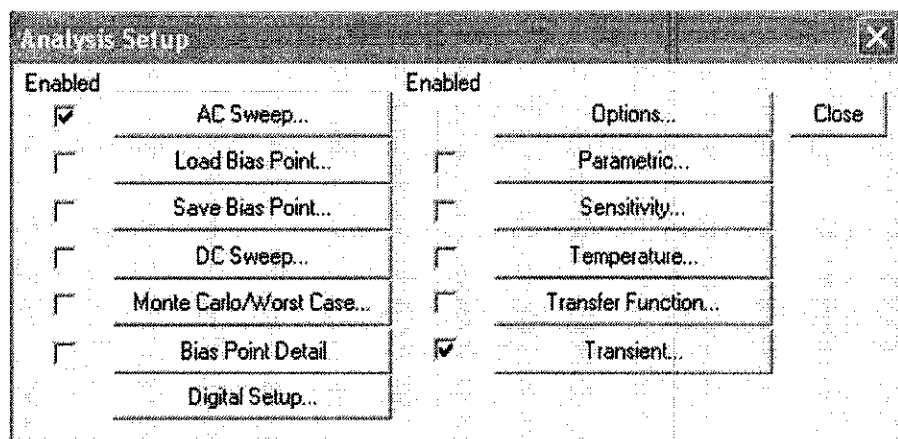 Analysis Setup
Enabled
AC Sweep...
Load Bias Point...
Save Bias Point...
DC Sweep...
Monte Carlo/Worst Case...
Bias Point Detail
Digital Setup...
Enabled
Options...
Parametric...
Sensitivity...
Temperature...
Transfer Function...
Transient...
Close